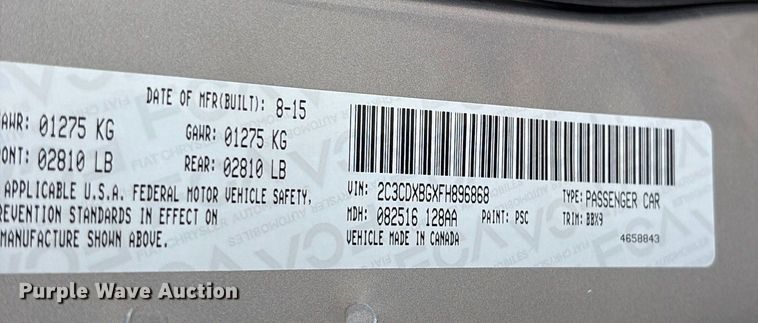 DATE OF MFR(BUILT): 8-15
GAWR: 01275 KG GAWR: 01275 KG
ONT: 02810 LB REAR: 02810 LB
APPLICABLE U.S.A. FEDERAL MOTOR VEHICLE SAFETY,
REVENTION STANDARDS IN EFFECT ON
MANUFACTURE SHOWN ABOVE.
VIN: 2C3CDXBGXFH896868 TYPE: PASSENGER CAR
MDH: 082516 128AA PAINT: PSC TRIM: BBX9
VEHICLE MADE IN CANADA 4658843
Purple Wave Auction